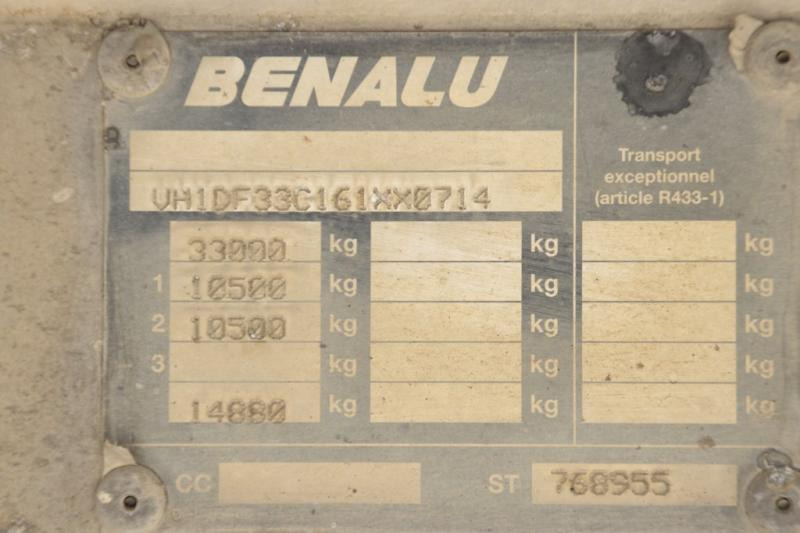 BENALU
Transport
exceptionnel
(article R433-1)
VH1DF33C161XX0714
33000 kg kg kg
1 10500 kg kg kg
2 10500 kg kg kg
3 kg kg kg
14880 kg kg kg
CC ST 768955